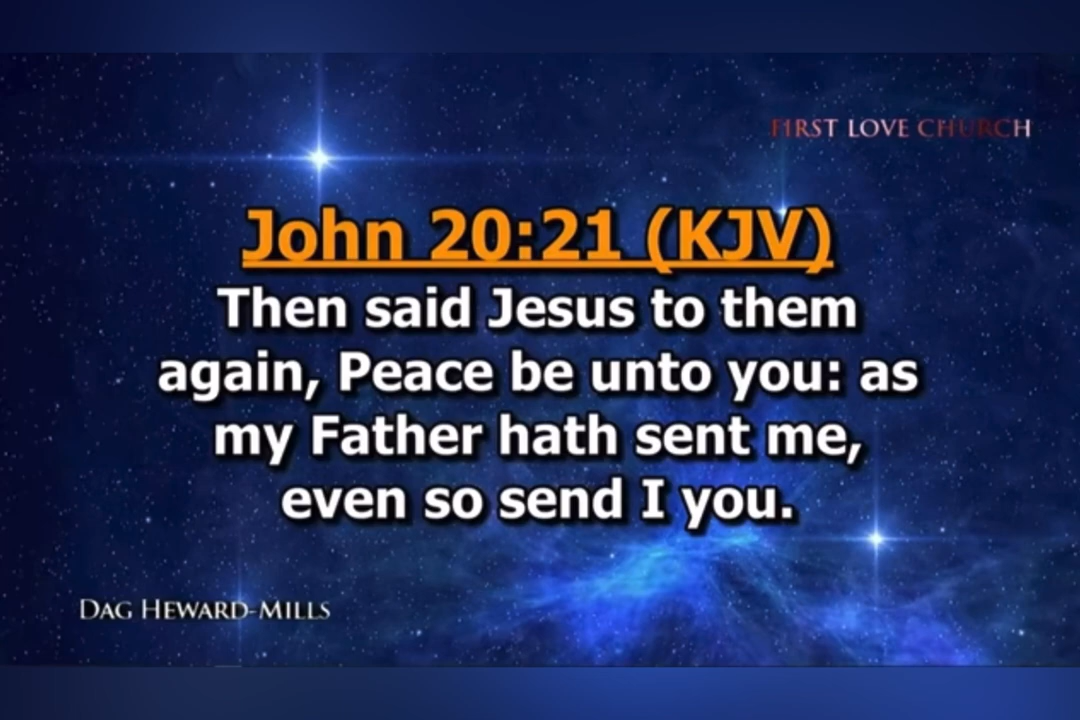 FIRST LOVE CHURCH
John 20:21 (KJV)
Then said Jesus to them
again, Peace be unto you: as
my Father hath sent me,
even so send I you.
DAG HEWARD-MILLS